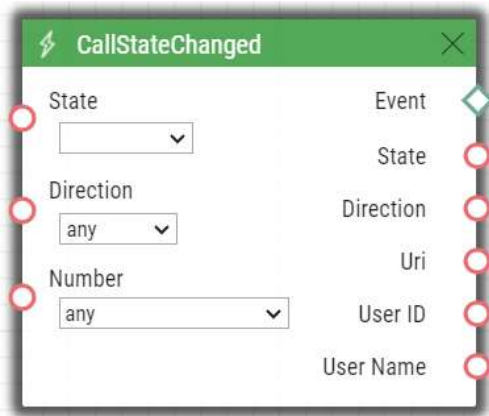 CallStateChanged
State
Direction
any
Number
any
Event
State
Direction
Uri
User ID
User Name